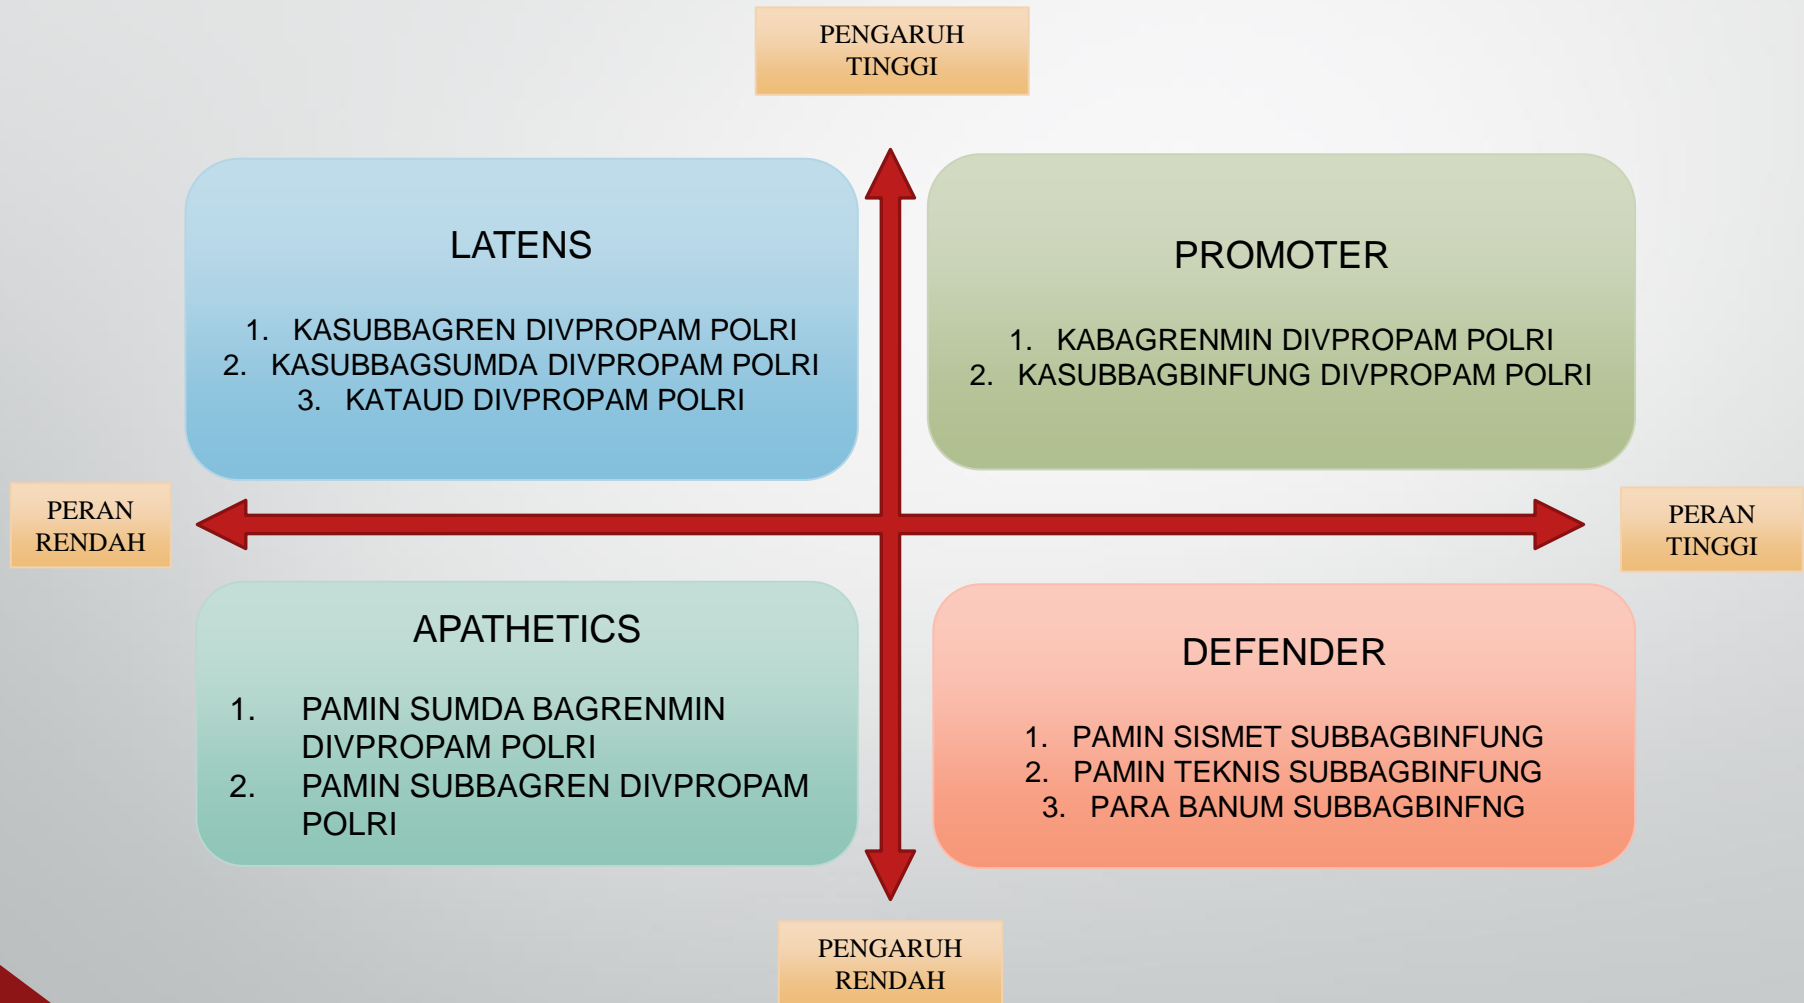 PENGARUH
TINGGI
LATENS
1. KASUBBAGREN DIVPROPAM POLRI
2. KASUBBAGSUMDA DIVPROPAM POLRI
3. KATAUD DIVPROPAM POLRI
PROMOTER
1. KABAGRENMIN DIVPROPAM POLRI
2. KASUBBAGBINFUNG DIVPROPAM POLRI
PERAN
RENDAH
PERAN
TINGGI
APATHETICS
1. PAMIN SUMDA BAGRENMIN
DIVPROPAM POLRI
2. PAMIN SUBBAGREN DIVPROPAM
POLRI
DEFENDER
1. PAMIN SISMET SUBBAGBINFUNG
2. PAMIN TEKNIS SUBBAGBINFUNG
3. PARA BANUM SUBBAGBINFNG
PENGARUH
RENDAH